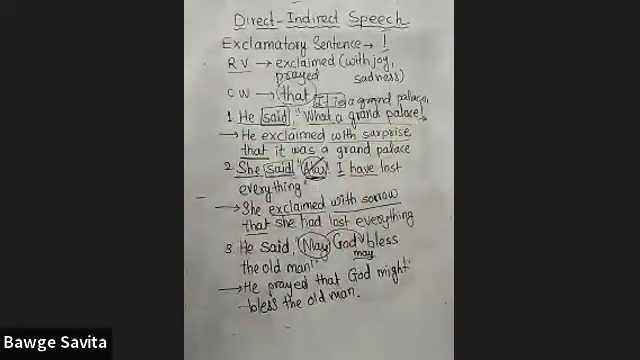 Direct-Indirect Speech
Exclamatory Sentence → !
RV → exclaimed (with joy,
prayed sadness)
CW → that
It is a grand palace.
1. He said, "What a grand palace!"
→ He exclaimed with surprise
that it was a grand palace
2. She said "Alas! I have lost
everything"
→ She exclaimed with sorrow
that she had lost everything
3 He said, "May God bless
may
the old man!"
→ He prayed that God might
bless the old man.
Bawge Savita